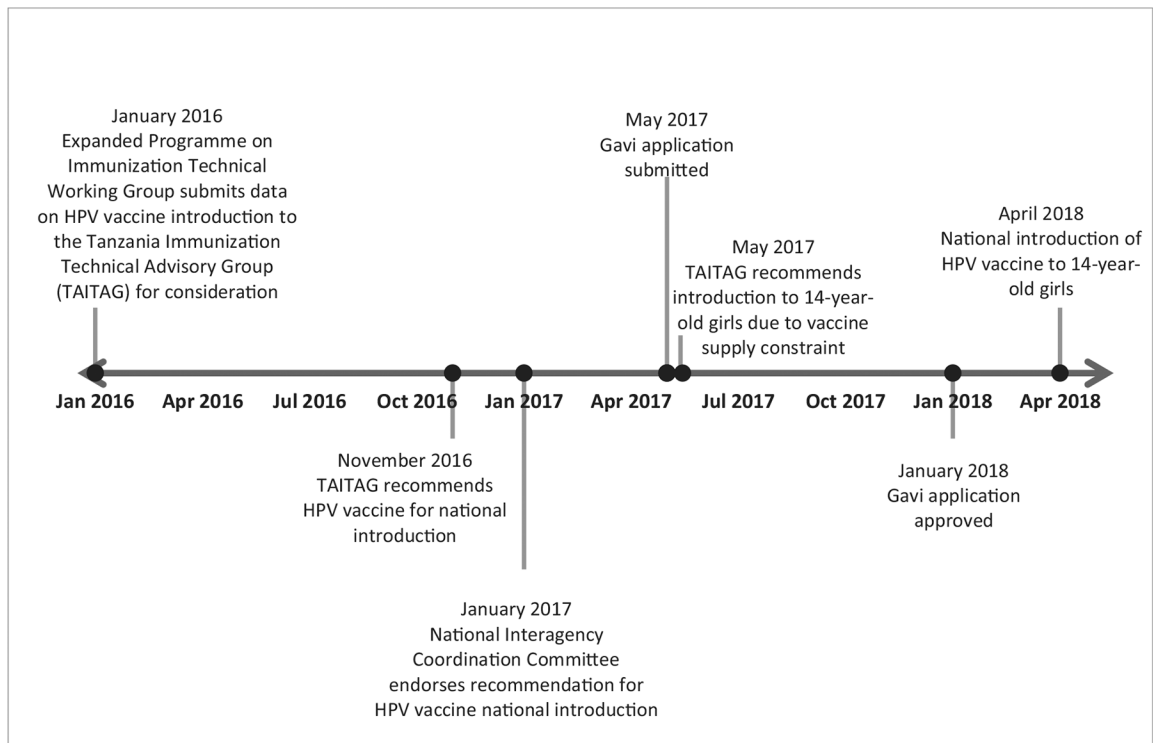 January 2016
Expanded Programme on
Immunization Technical
Working Group submits data
on HPV vaccine introduction to
the Tanzania Immunization
Technical Advisory Group
(TAITAG) for consideration
May 2017
Gavi application
submitted
May 2017
TAITAG recommends
introduction to 14-year-
old girls due to vaccine
supply constraint
April 2018
National introduction of
HPV vaccine to 14-year-
old girls
Jan 2016 Apr 2016 Jul 2016 Oct 2016 Jan 2017 Apr 2017 Jul 2017 Oct 2017 Jan 2018 Apr 2018
November 2016
TAITAG recommends
HPV vaccine for national
introduction
January 2017
National Interagency
Coordination Committee
endorses recommendation for
HPV vaccine national introduction
January 2018
Gavi application
approved